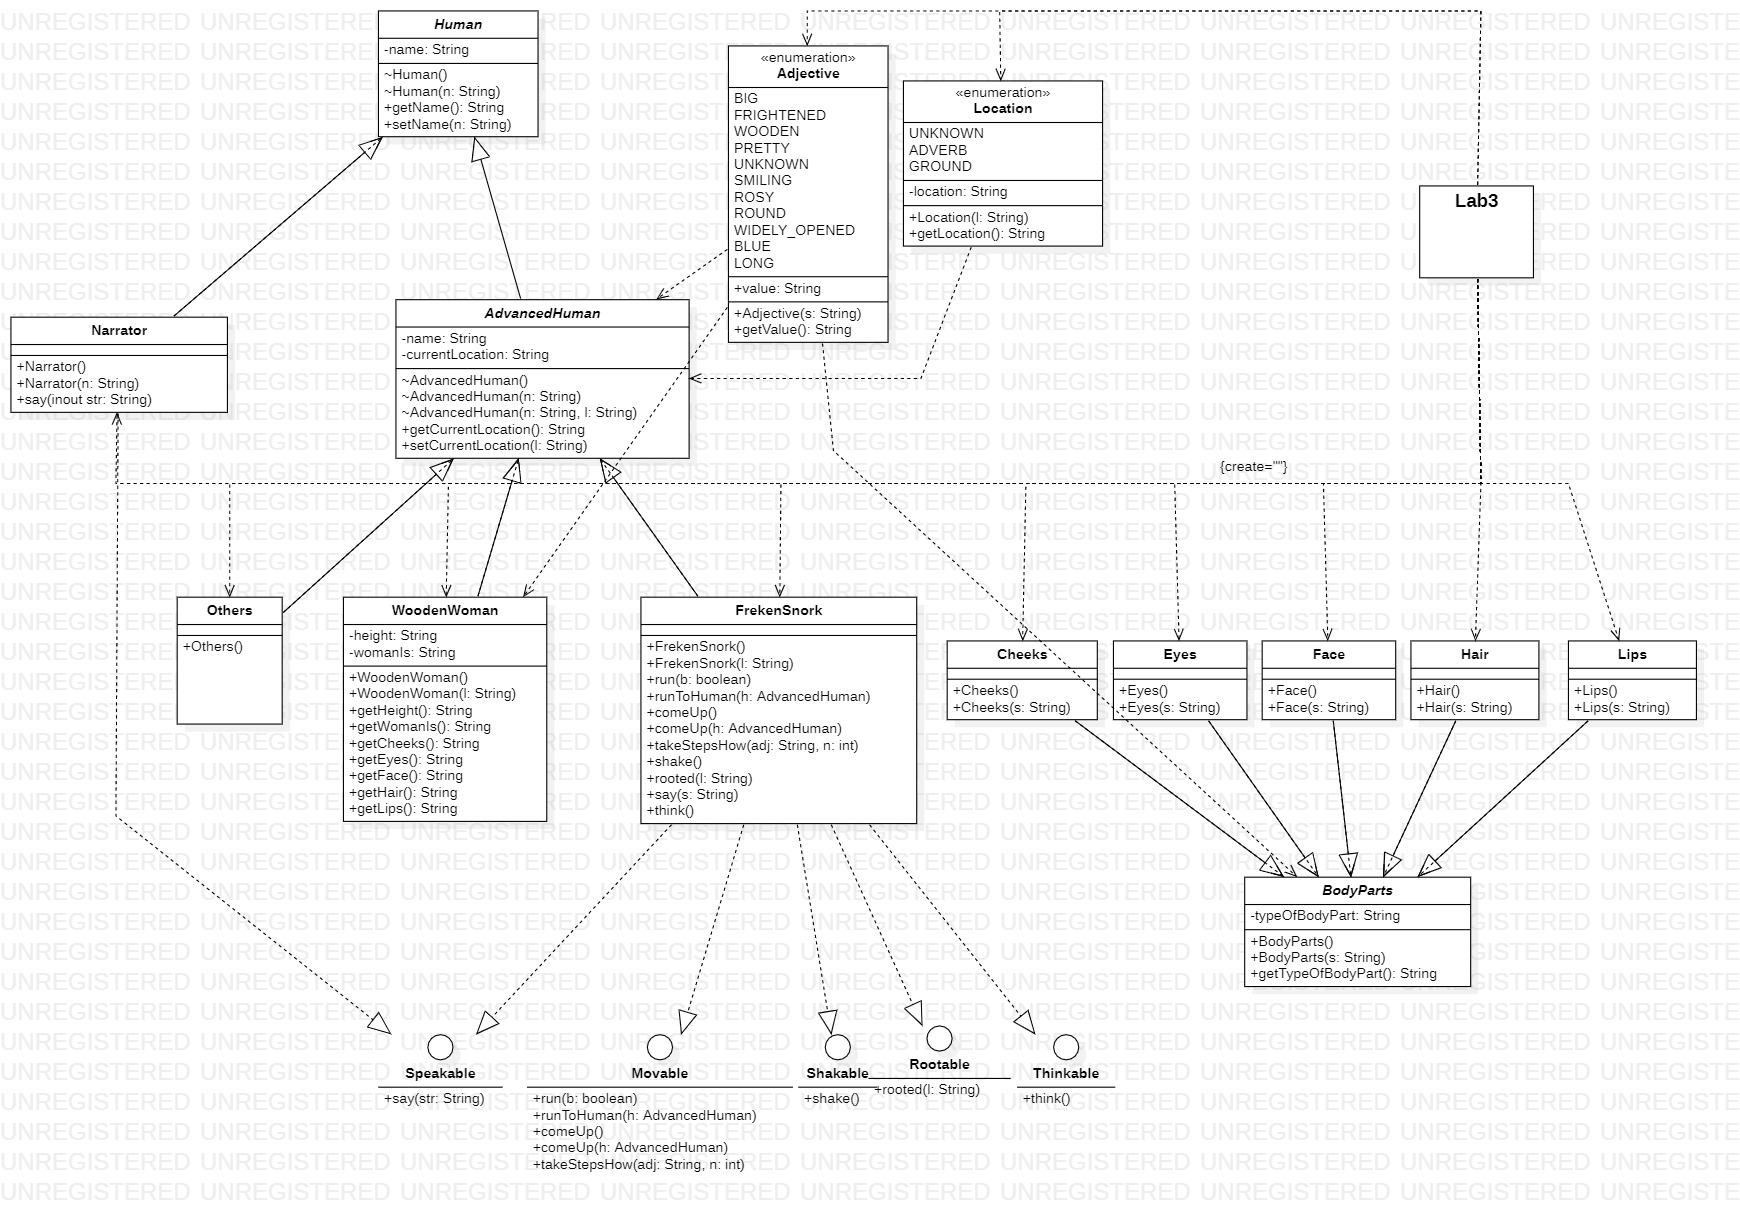 Human
-name: String
~Human()
~Human(n: String)
+getName(): String
+setName(n: String)
«enumeration»
Adjective
BIG
FRIGHTENED
WOODEN
PRETTY
UNKNOWN
SMILING
ROSY
ROUND
WIDELY_OPENED
BLUE
LONG
+value: String
+Adjective(s: String)
+getValue(): String
«enumeration»
Location
UNKNOWN
ADVERB
GROUND
-location: String
+Location(l: String)
+getLocation(): String
Lab3
Narrator
+Narrator()
+Narrator(n: String)
+say(inout str: String)
AdvancedHuman
-name: String
-currentLocation: String
~AdvancedHuman()
~AdvancedHuman(n: String)
~AdvancedHuman(n: String, l: String)
+getCurrentLocation(): String
+setCurrentLocation(l: String)
{create=""}
Others
+Others()
WoodenWoman
-height: String
-womanIs: String
+WoodenWoman()
+WoodenWoman(l: String)
+getHeight(): String
+getWomanIs(): String
+getCheeks(): String
+getEyes(): String
+getFace(): String
+getHair(): String
+getLips(): String
FrekenSnork
+FrekenSnork()
+FrekenSnork(l: String)
+run(b: boolean)
+runToHuman(h: AdvancedHuman)
+comeUp()
+comeUp(h: AdvancedHuman)
+takeStepsHow(adj: String, n: int)
+shake()
+rooted(l: String)
+say(s: String)
+think()
Cheeks
+Cheeks()
+Cheeks(s: String)
Eyes
+Eyes()
+Eyes(s: String)
Face
+Face()
+Face(s: String)
Hair
+Hair()
+Hair(s: String)
Lips
+Lips()
+Lips(s: String)
BodyParts
-typeOfBodyPart: String
+BodyParts()
+BodyParts(s: String)
+getTypeOfBodyPart(): String
Speakable
+say(str: String)
Movable
+run(b: boolean)
+runToHuman(h: AdvancedHuman)
+comeUp()
+comeUp(h: AdvancedHuman)
+takeStepsHow(adj: String, n: int)
Shakable
+shake()
Rootable
+rooted(l: String)
Thinkable
+think()
UNREGISTERED